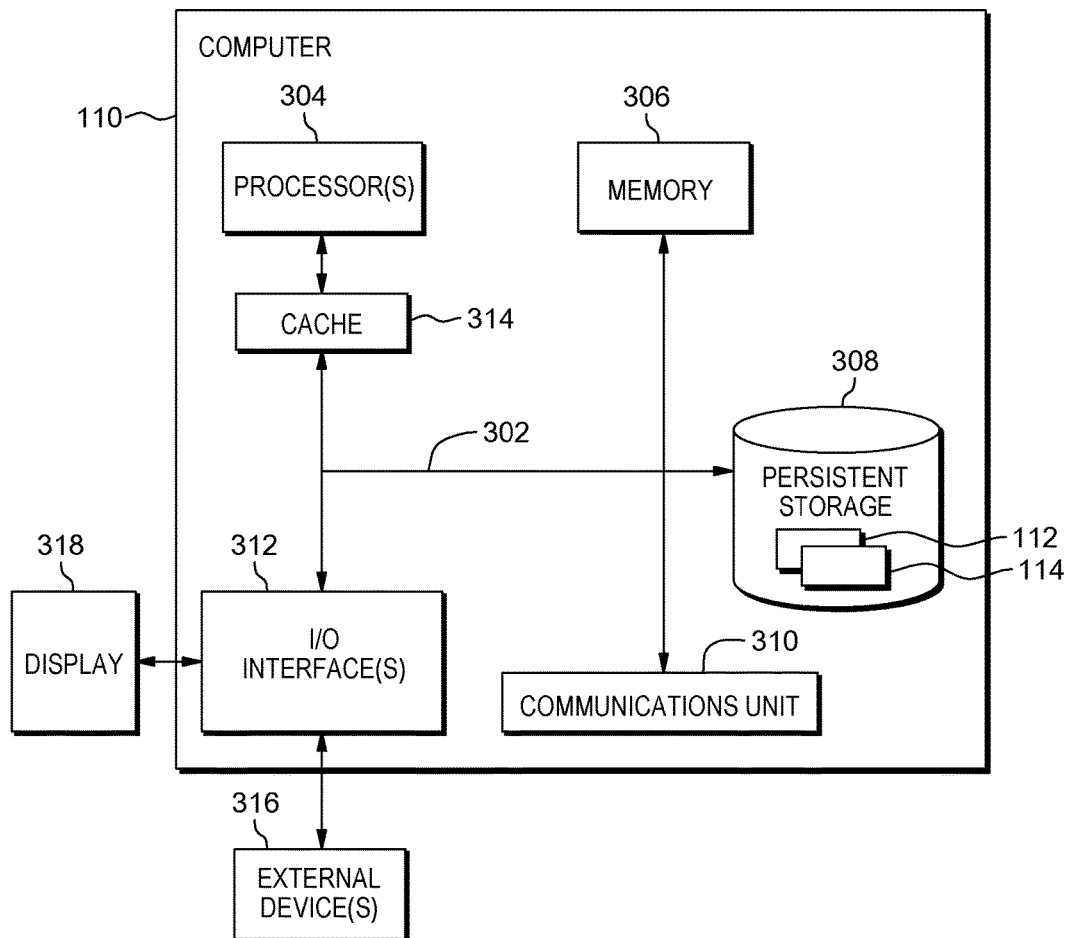 COMPUTER
110
304
306
PROCESSOR(S)
MEMORY
CACHE
314
308
302
PERSISTENT
STORAGE
318
312
112
114
DISPLAY
I/O
INTERFACE(S)
310
COMMUNICATIONS UNIT
316
EXTERNAL
DEVICE(S)